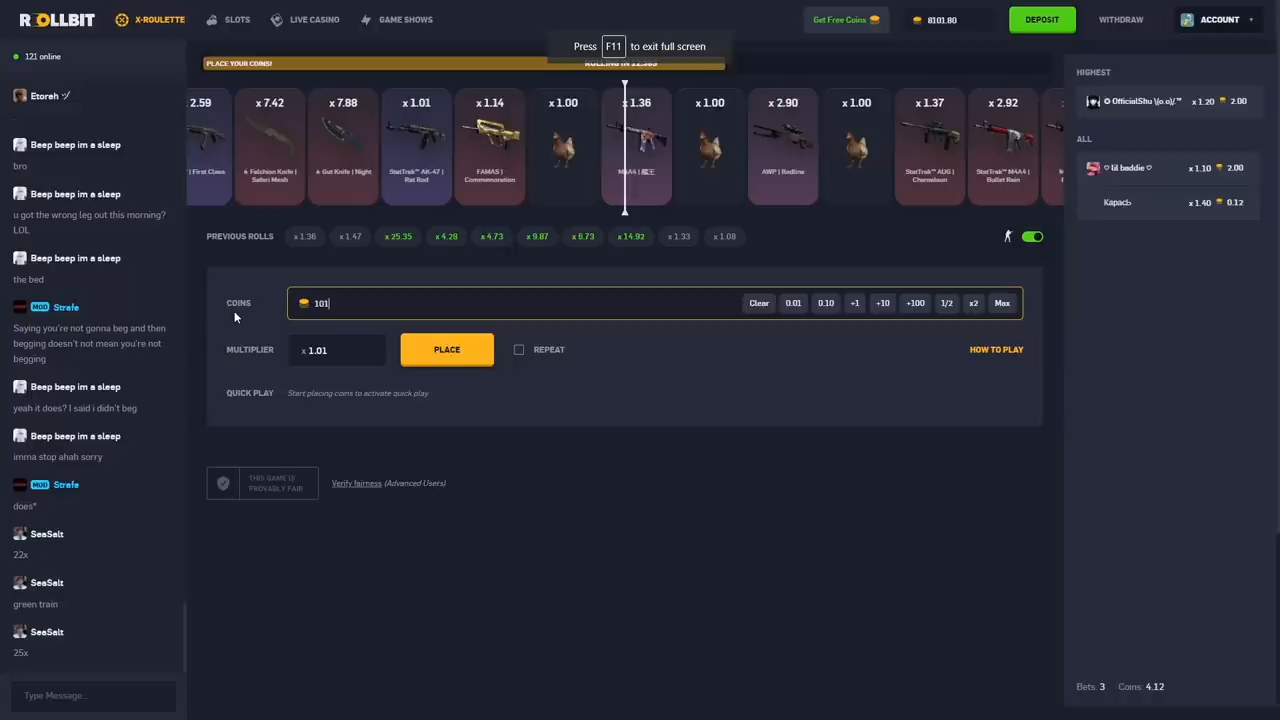 ROLLBIT
X-ROULETTE
SLOTS
LIVE CASINO
GAME SHOWS
Get Free Coins
8101.80
DEPOSIT
WITHDRAW
ACCOUNT
Press F11 to exit full screen
121 online
Etoreh ヅ
Beep beep im a sleep
bro
Beep beep im a sleep
u got the wrong leg out this morning?
LOL
Beep beep im a sleep
the bed
MOD Strafe
Saying you're not gonna beg and then
begging doesn't not mean you're not
begging
Beep beep im a sleep
yeah it does? I said i didn't beg
Beep beep im a sleep
imma stop ahah sorry
MOD Strafe
does*
SeaSalt
22x
SeaSalt
green train
SeaSalt
25x
Type Message...
PLACE YOUR COINS!
x 2.59
| First Class
x 7.42
★ Falchion Knife |
Safari Mesh
x 7.88
★ Gut Knife | Night
x 1.01
StatTrak™ AK-47 |
Rat Rod
x 1.14
FAMAS |
Commemoration
x 1.00
x 1.36
M4A4 | 龍王
x 1.00
x 2.90
AWP | Redline
x 1.00
x 1.37
StatTrak™ AUG |
Chameleon
x 2.92
StatTrak™ M4A4 |
Bullet Rain
PREVIOUS ROLLS
x 1.36
x 1.47
x 25.35
x 4.28
x 4.73
x 9.87
x 6.73
x 14.92
x 1.33
x 1.08
COINS
101
Clear
0.01
0.10
+1
+10
+100
1/2
x2
Max
MULTIPLIER
x 1.01
PLACE
REPEAT
HOW TO PLAY
QUICK PLAY
Start placing coins to activate quick play
THIS GAME IS
PROVABLY FAIR
Verify fairness (Advanced Users)
HIGHEST
✪ OfficielShu \(o.o)/.™ x 1.20 2.00
ALL
♡ lil baddie ♡ x 1.10 2.00
КарасЬ x 1.40 0.12
Bets: 3 Coins: 4.12